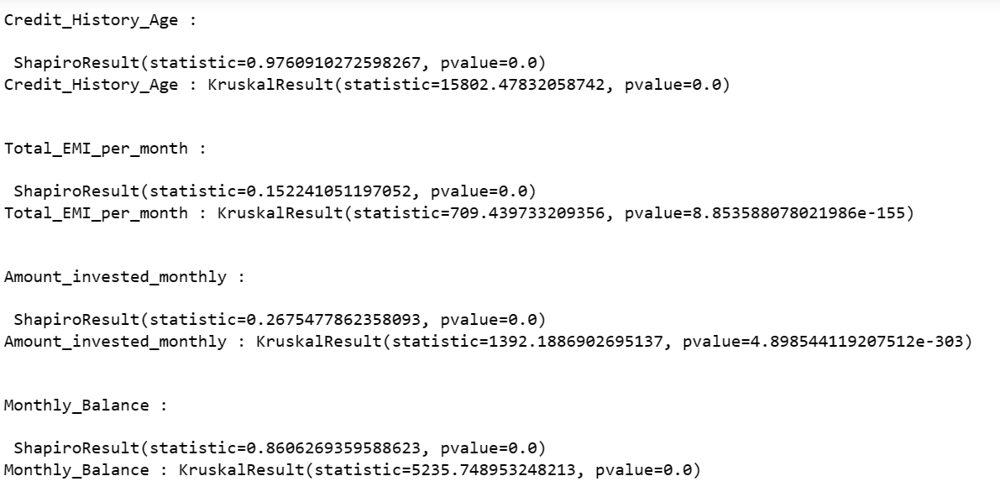 Credit_History_Age :
ShapiroResult(statistic=0.9760910272598267, pvalue=0.0)
Credit_History_Age : KruskalResult(statistic=15802.47832058742, pvalue=0.0)
Total_EMI_per_month :
ShapiroResult(statistic=0.152241051197052, pvalue=0.0)
Total_EMI_per_month : KruskalResult(statistic=709.439733209356, pvalue=8.853588078021986e-155)
Amount_invested_monthly :
ShapiroResult(statistic=0.2675477862358093, pvalue=0.0)
Amount_invested_monthly : KruskalResult(statistic=1392.1886902695137, pvalue=4.898544119207512e-303)
Monthly_Balance :
ShapiroResult(statistic=0.8606269359588623, pvalue=0.0)
Monthly_Balance : KruskalResult(statistic=5235.748953248213, pvalue=0.0)